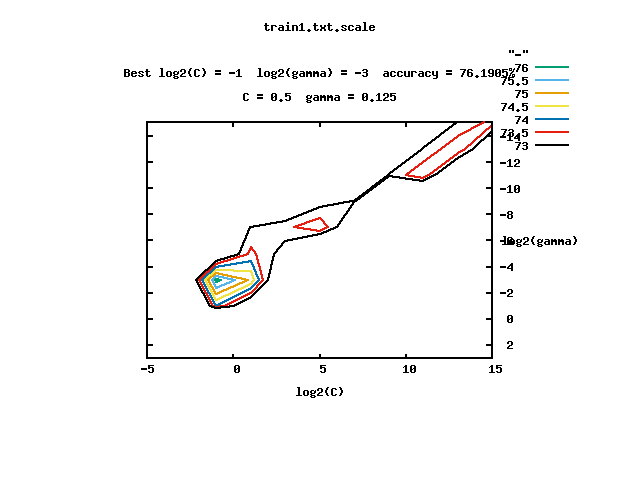 train1.txt.scale
"-"
Best log2(C) = -1  log2(gamma) = -3  accuracy = 76.1905%
76
75.5
C = 0.5  gamma = 0.125
75
74.5
74
73.5
73
-14
-12
-10
-8
-6
log2(gamma)
-4
-2
0
2
-5 0 5 10 15
log2(C)